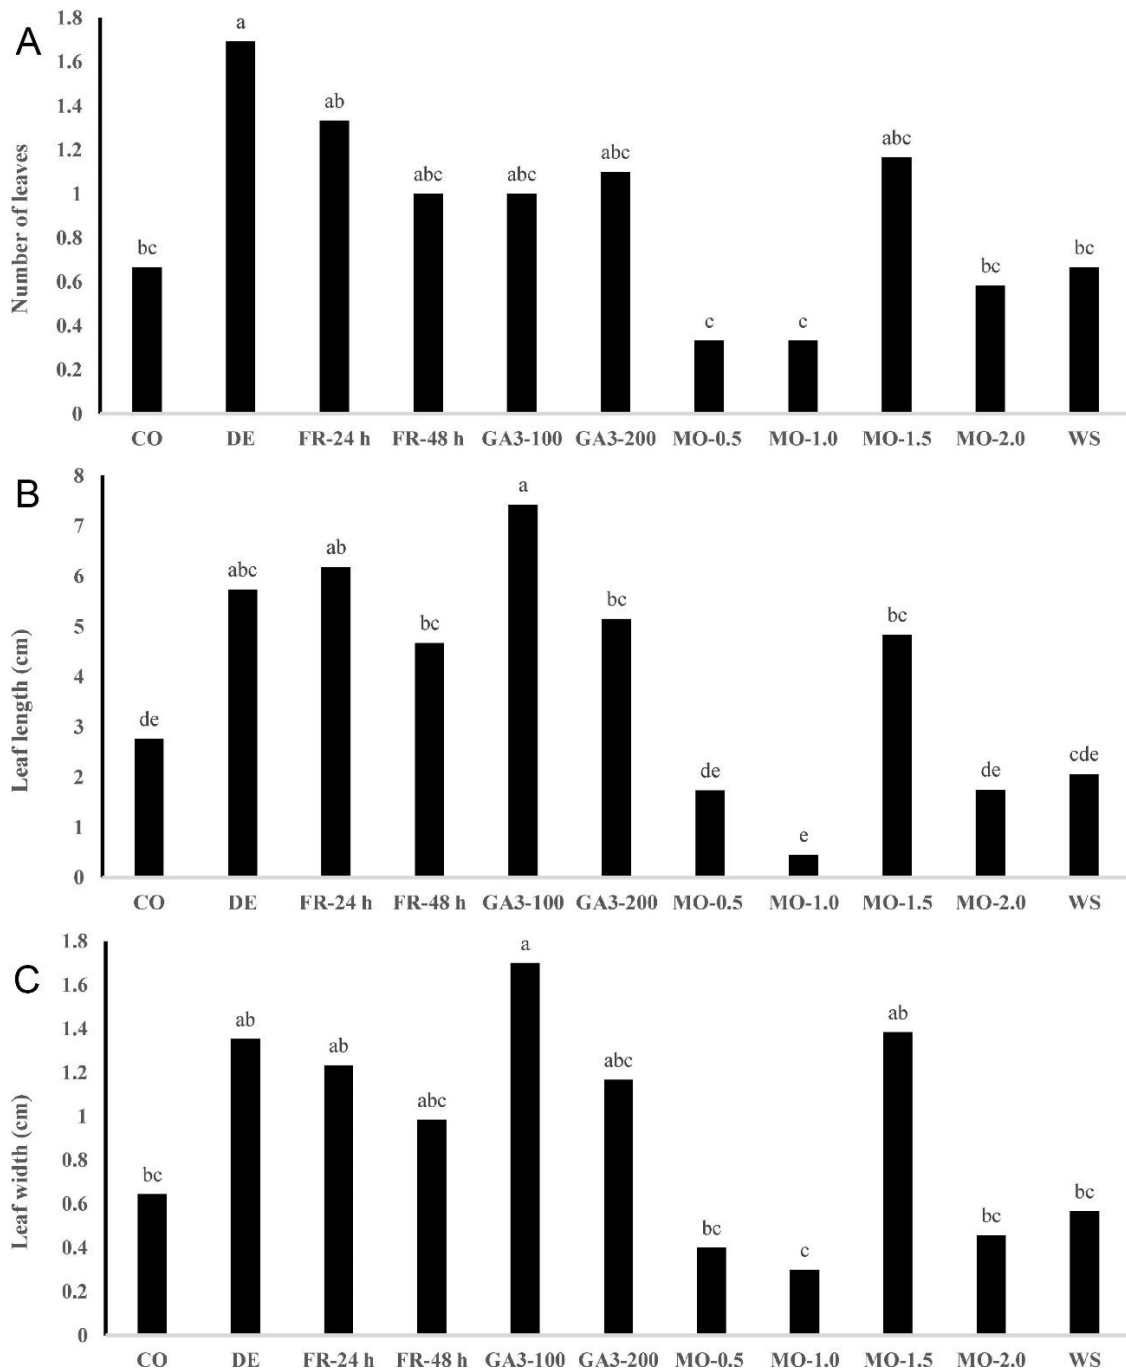 A
Number of leaves
1.8
1.6
1.4
1.2
1
0.8
0.6
0.4
0.2
0
bc
a
ab
abc
abc
abc
c
c
abc
bc
bc
CO DE FR-24 h FR-48 h GA3-100 GA3-200 MO-0.5 MO-1.0 MO-1.5 MO-2.0 WS
B
Leaf length (cm)
8
7
6
5
4
3
2
1
0
de
abc
ab
bc
a
bc
de
e
bc
de
cde
CO DE FR-24 h FR-48 h GA3-100 GA3-200 MO-0.5 MO-1.0 MO-1.5 MO-2.0 WS
C
Leaf width (cm)
1.8
1.6
1.4
1.2
1
0.8
0.6
0.4
0.2
0
bc
ab
ab
abc
a
abc
bc
c
ab
bc
bc
CO DE FR-24 h FR-48 h GA3-100 GA3-200 MO-0.5 MO-1.0 MO-1.5 MO-2.0 WS